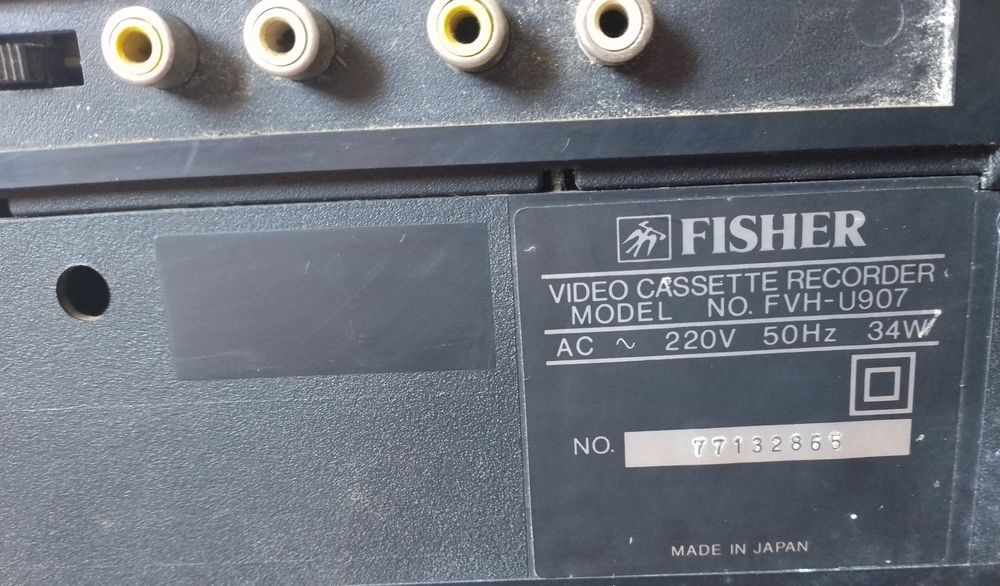 FISHER
VIDEO CASSETTE RECORDER
MODEL NO. FVH-U907
AC ~ 220V 50Hz 34W
NO. 77132865
MADE IN JAPAN